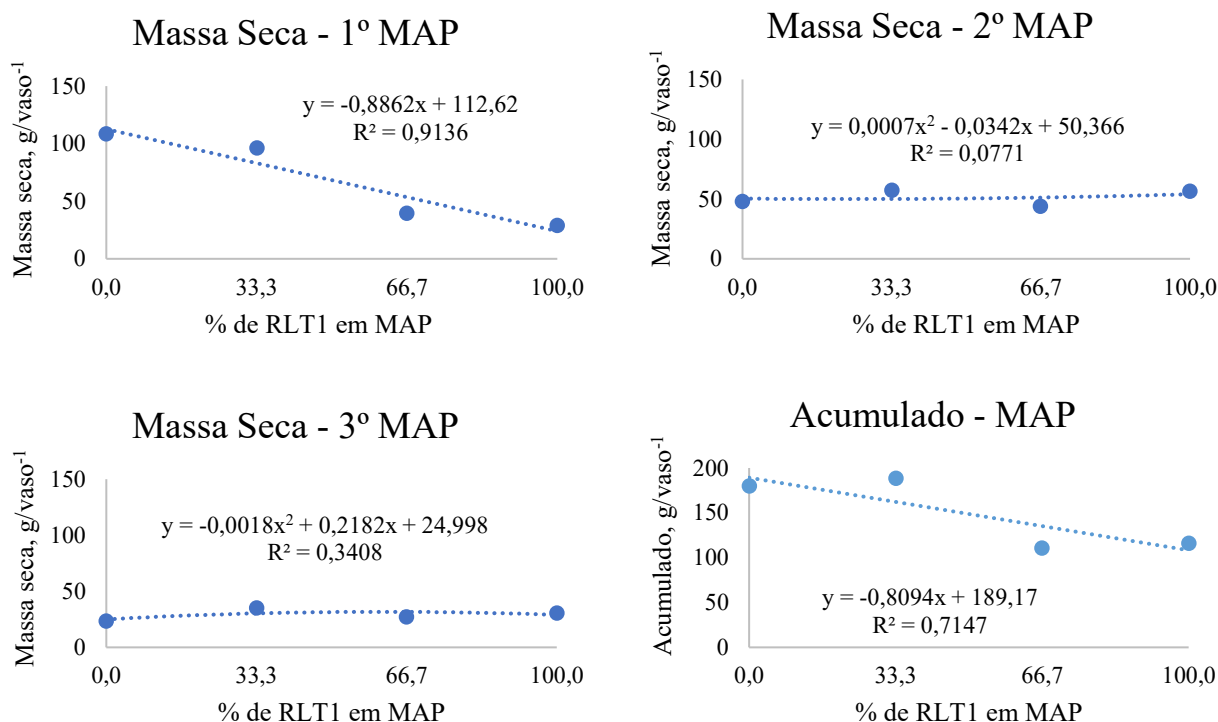 Massa Seca - 1º MAP
Massa seca, g/vaso⁻¹
150
100
50
0
y = -0,8862x + 112,62
R² = 0,9136
0,0 33,3 66,7 100,0
% de RLT1 em MAP
Massa Seca - 2º MAP
Massa seca, g/vaso⁻¹
150
100
50
0
y = 0,0007x² - 0,0342x + 50,366
R² = 0,0771
0,0 33,3 66,7 100,0
% de RLT1 em MAP
Massa Seca - 3º MAP
Massa seca, g/vaso⁻¹
150
100
50
0
y = -0,0018x² + 0,2182x + 24,998
R² = 0,3408
0,0 33,3 66,7 100,0
% de RLT1 em MAP
Acumulado - MAP
Acumulado, g/vaso⁻¹
200
150
100
50
0
y = -0,8094x + 189,17
R² = 0,7147
0,0 33,3 66,7 100,0
% de RLT1 em MAP